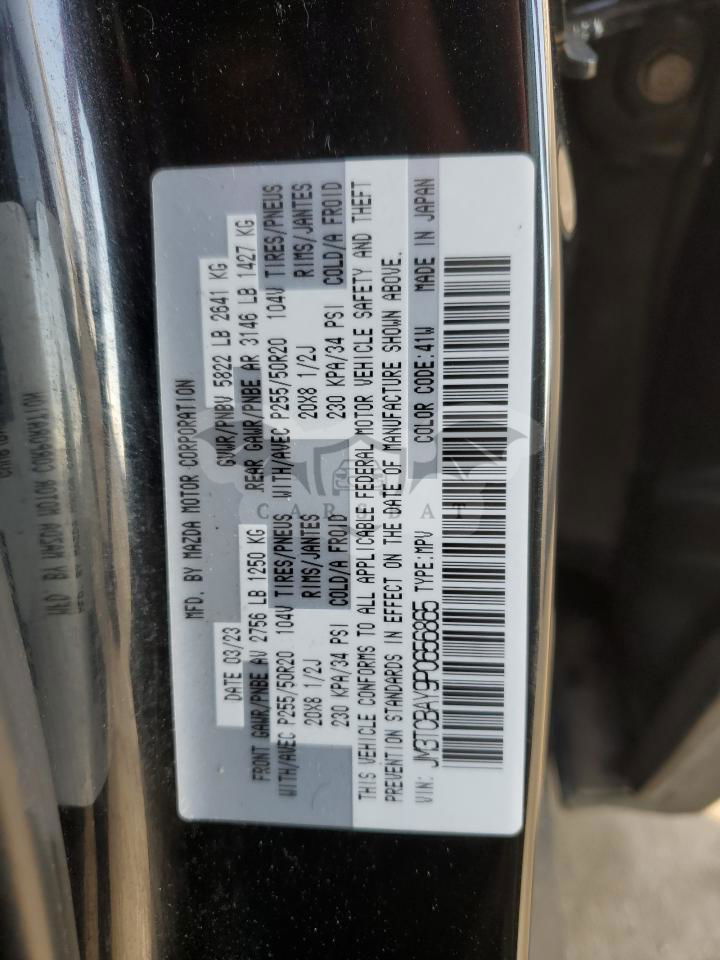 MFD. BY MAZDA MOTOR CORPORATION
DATE 03/23 GVWR/PNBV 5822 LB 2641 KG
FRONT GAWR/PNBE AV 2756 LB 1250 KG REAR GAWR/PNBE AR 3146 LB 1427 KG
WITH/AVEC P255/50R20 104V TIRES/PNEUS WITH/AVEC P255/50R20 104V TIRES/PNEUS
20X8 1/2J RIMS/JANTES 20X8 1/2J RIMS/JANTES
230 KPA/34 PSI COLD/A FROID 230 KPA/34 PSI COLD/A FROID
THIS VEHICLE CONFORMS TO ALL APPLICABLE FEDERAL MOTOR VEHICLE SAFETY AND THEFT
PREVENTION STANDARDS IN EFFECT ON THE DATE OF MANUFACTURE SHOWN ABOVE.
VIN: JM3TCBAY9P0656865 TYPE:MPV COLOR CODE:41W MADE IN JAPAN